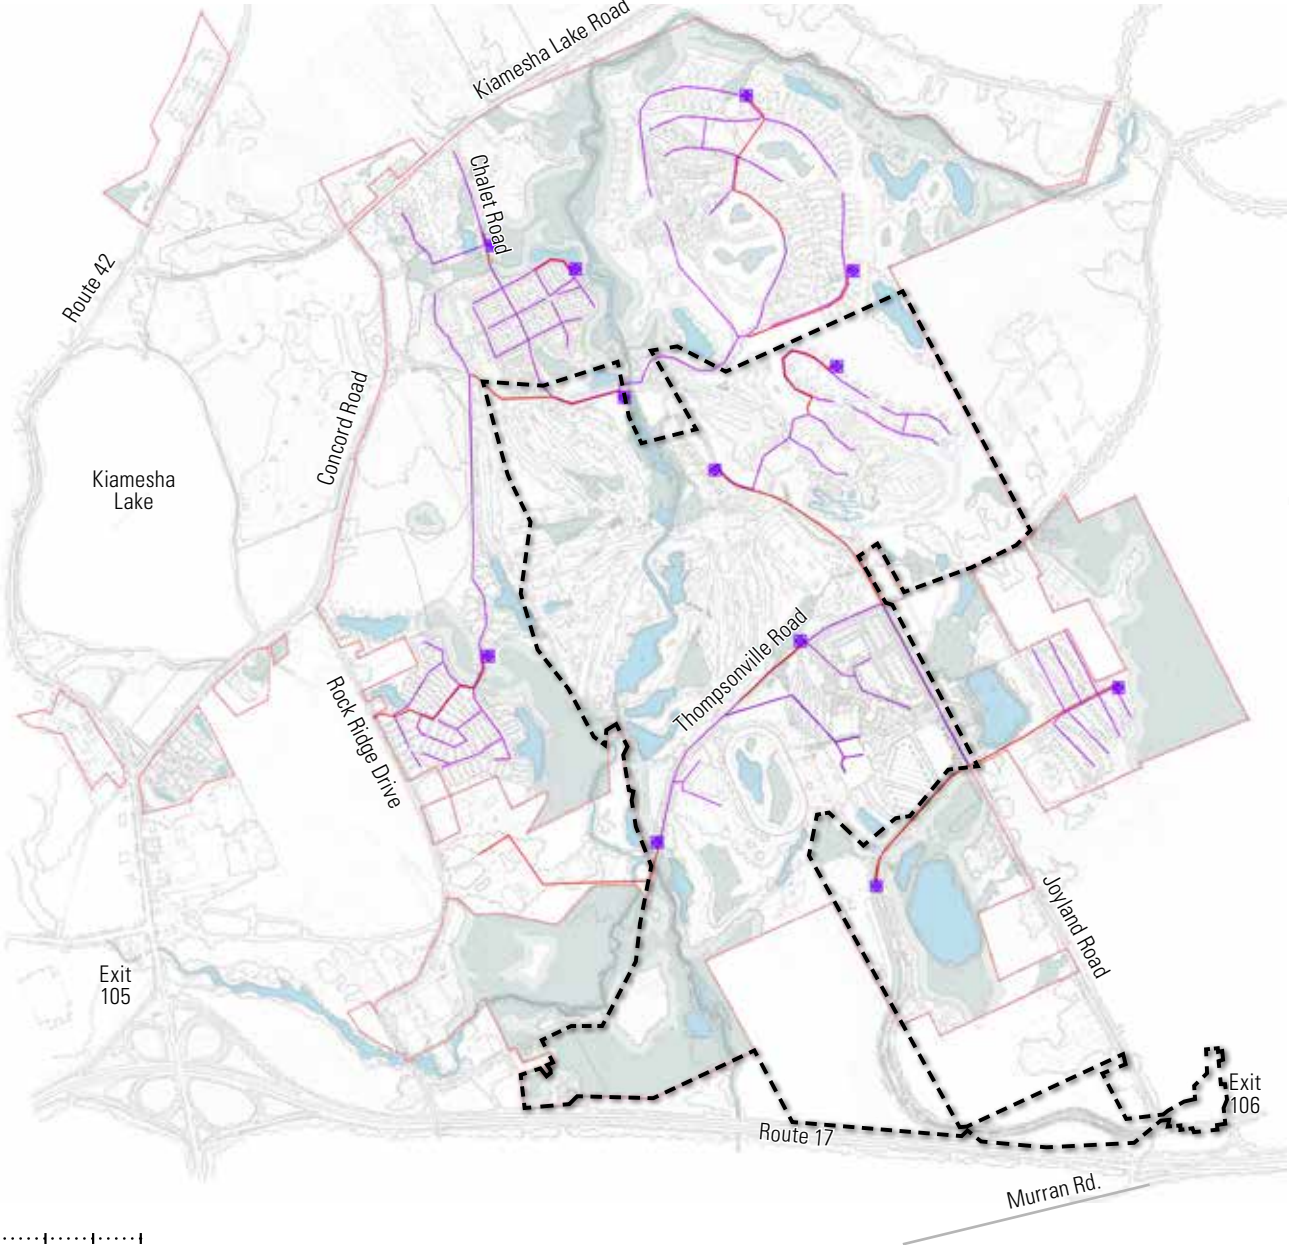 Kiamesha Lake Road
Chalet Road
Route 42
Concord Road
Kiamesha
Lake
Thompsonville Road
Rock Ridge Drive
Joyland Road
Exit
105
Exit
106
Route 17
Murran Rd.